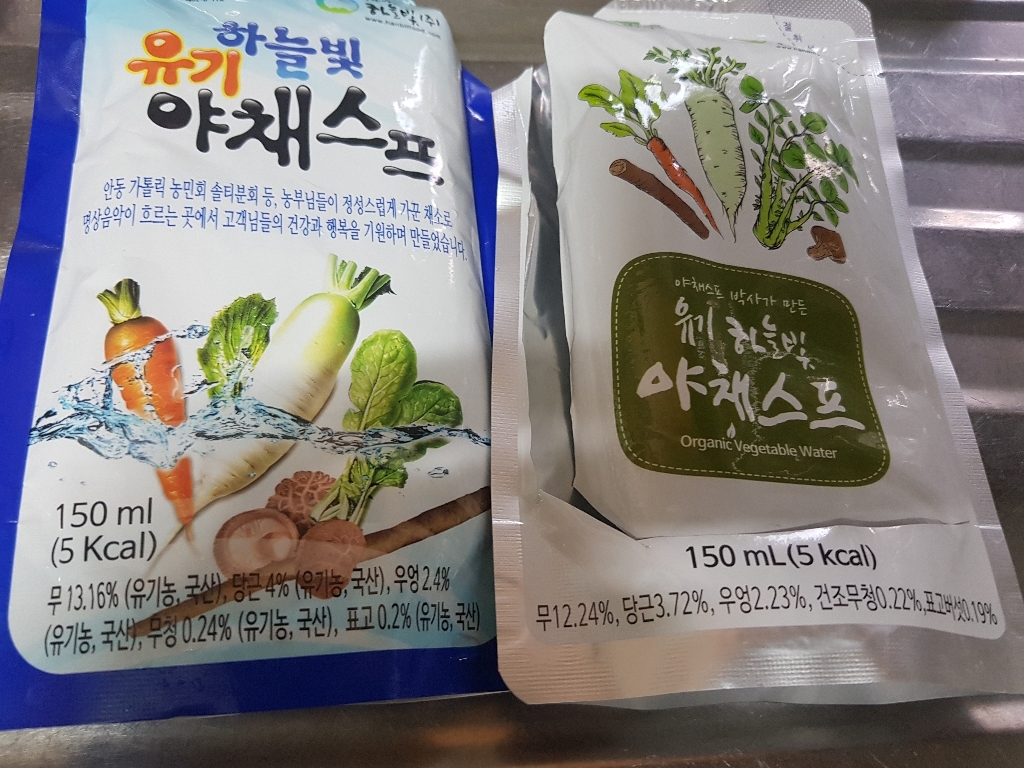 하늘빛(주)
하늘빛
유기
야채스프
안동 가톨릭 농민회 솔티분회 등, 농부님들이 정성스럽게 가꾼 채소로
명상음악이 흐르는 곳에서 고객님들의 건강과 행복을 기원하며 만들었습니다.
150 ml
(5 Kcal)
무 13.16% (유기농, 국산), 당근 4% (유기농, 국산), 우엉 2.4%
(유기농, 국산), 무청 0.24% (유기농, 국산), 표고 0.2% (유기농, 국산)
야채스프 박사가 만든
유기 하늘빛
야채스프
Organic Vegetable Water
150 mL(5 kcal)
무12.24%, 당근3.72%, 우엉2.23%, 건조무청0.22%,표고버섯0.19%